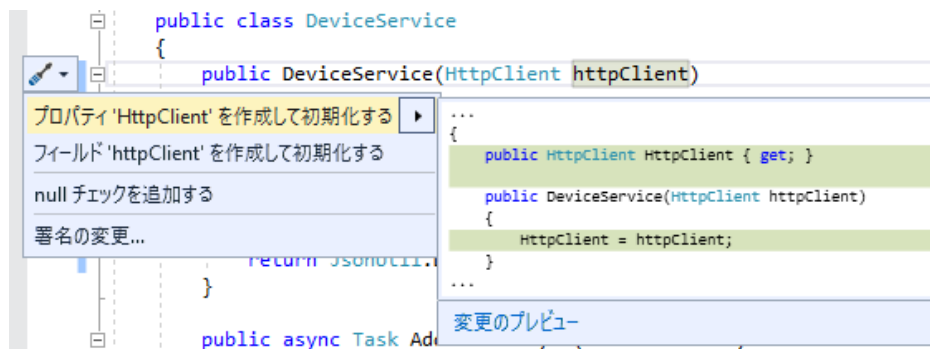 public class DeviceService
{
public DeviceService(HttpClient httpClient)
プロパティ 'HttpClient' を作成して初期化する
フィールド 'httpClient' を作成して初期化する
null チェックを追加する
署名の変更...
...
{
public HttpClient HttpClient { get; }
public DeviceService(HttpClient httpClient)
{
HttpClient = httpClient;
}
...
変更のプレビュー
return JsonUtil.
}
public async Task Ad